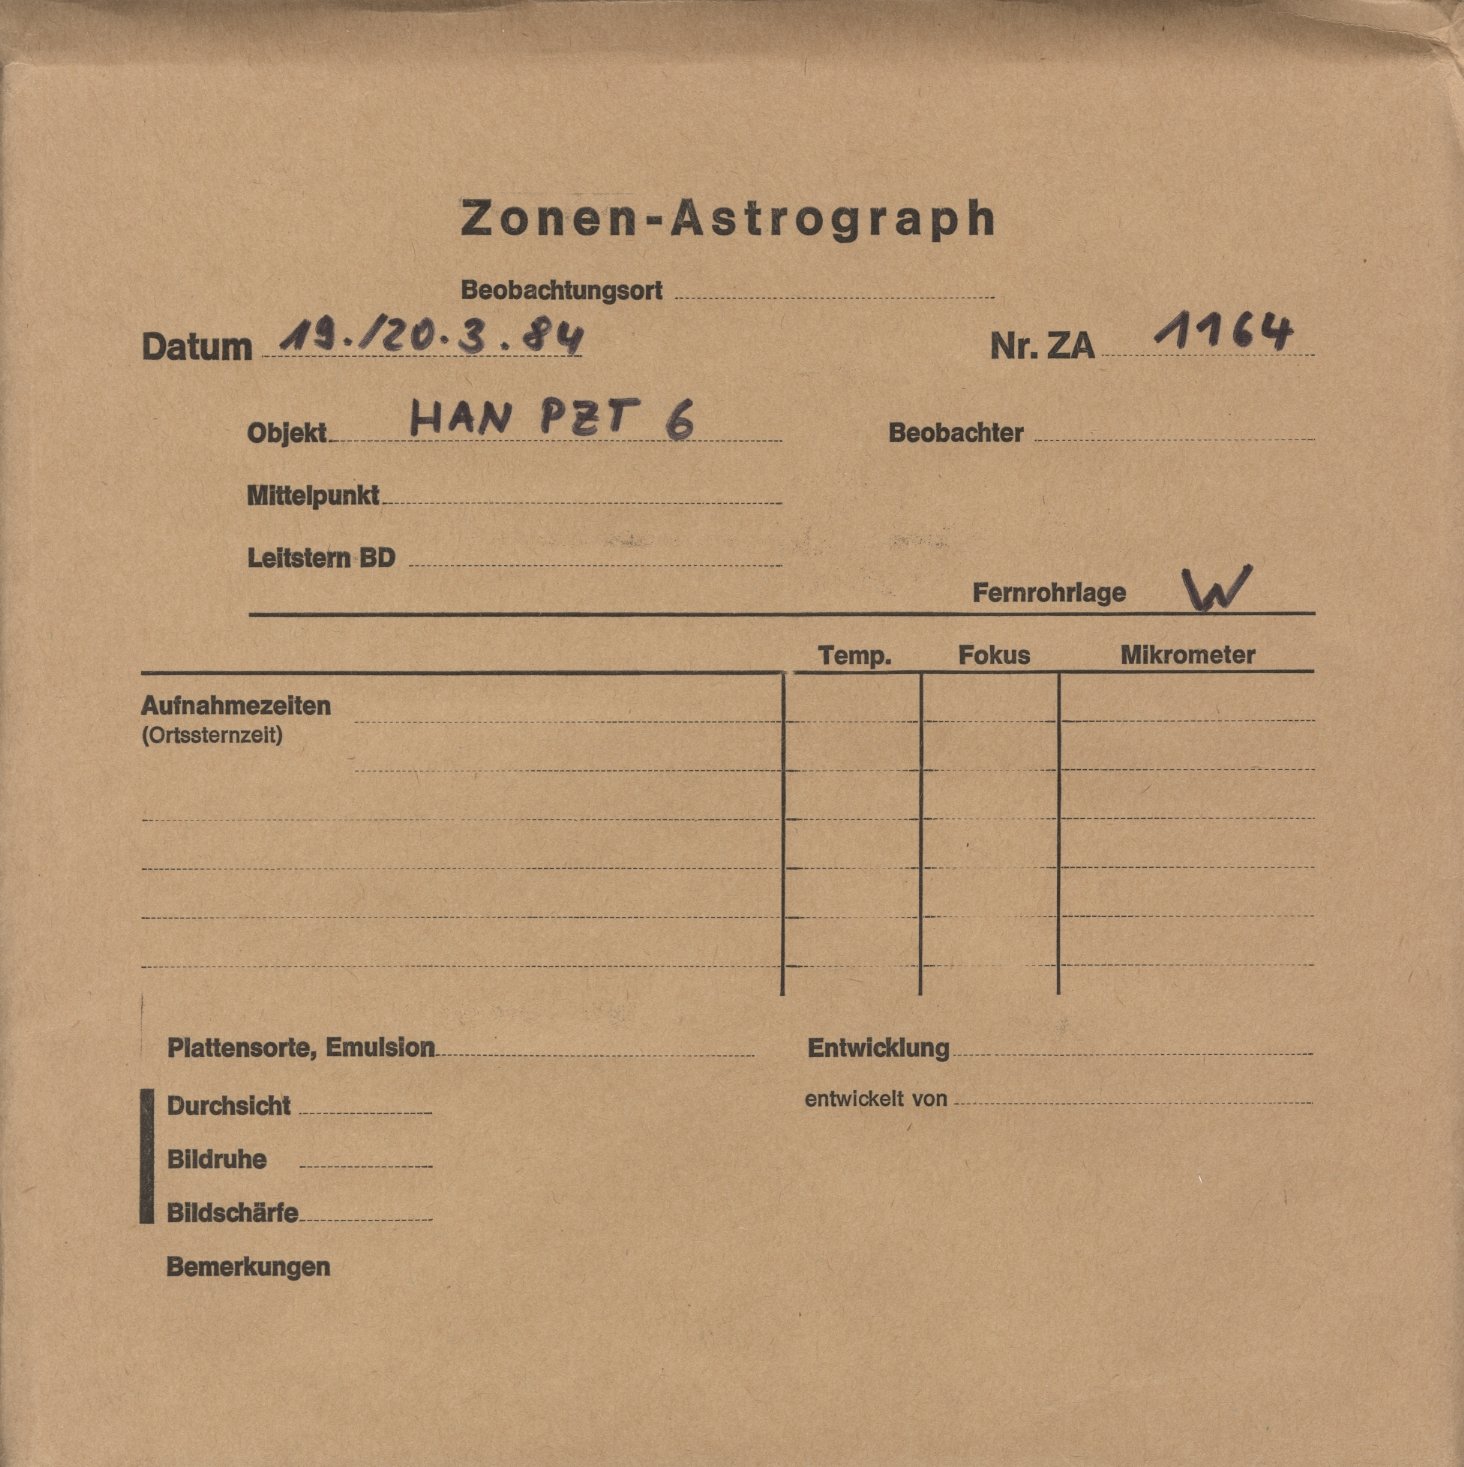 Zonen-Astrograph
Beobachtungsort
Datum 19./20.3.84 Nr. ZA 1164
Objekt HAN PZT 6 Beobachter
Mittelpunkt
Leitstern BD
Fernrohrlage W
Temp. Fokus Mikrometer
Aufnahmezeiten
(Ortssternzeit)
Plattensorte, Emulsion Entwicklung
Durchsicht entwickelt von
Bildruhe
Bildschärfe
Bemerkungen